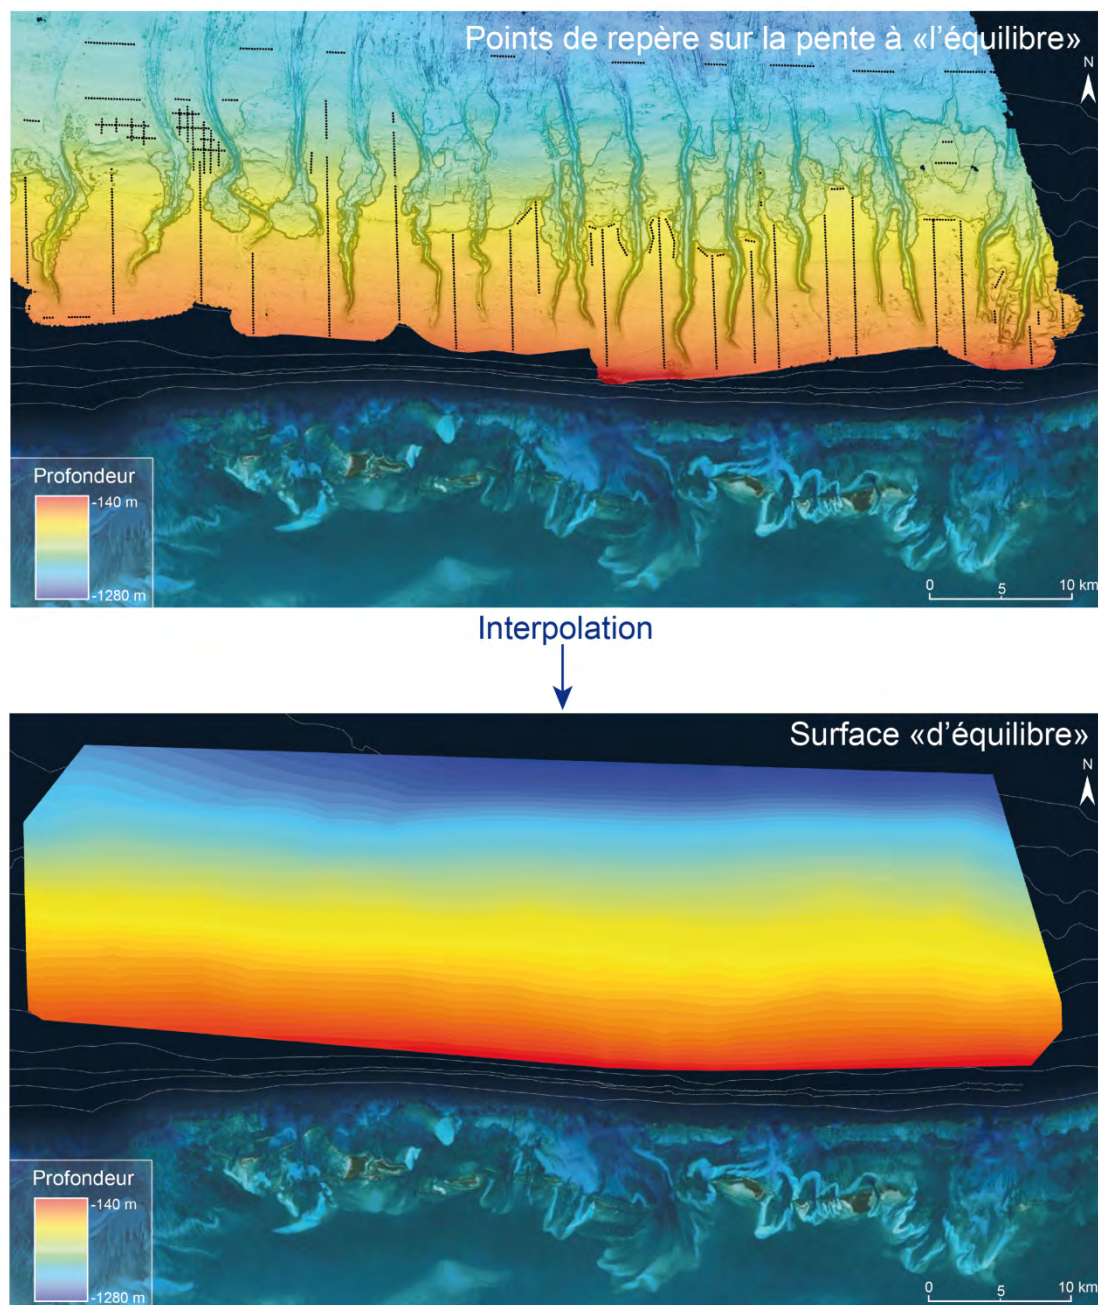 Points de repère sur la pente à «l'équilibre»
N
Profondeur
-140 m
-1280 m
0 5 10 km
Interpolation
Surface «d'équilibre»
N
Profondeur
-140 m
-1280 m
0 5 10 km